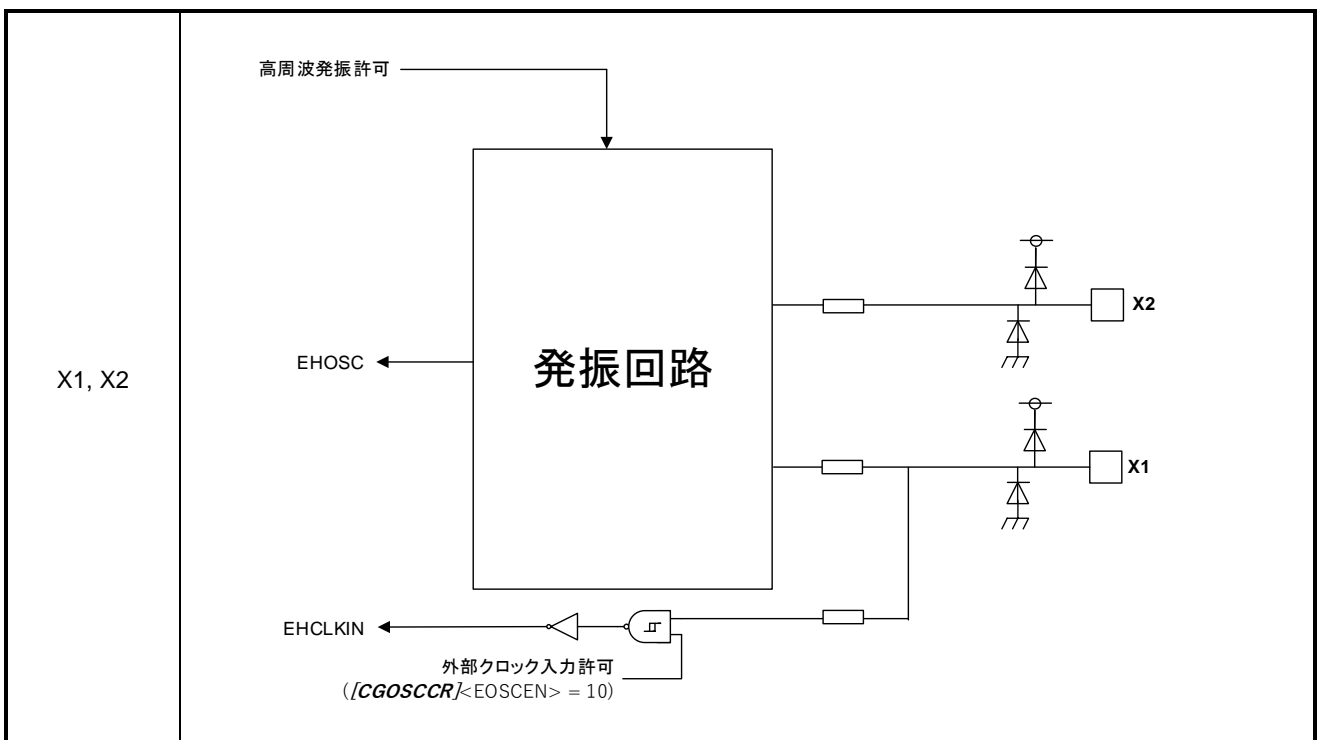 高周波発振許可
X2
EHOSC
発振回路
X1, X2
X1
EHCLKIN
外部クロック入力許可
([CGOSCCR]<EOSCEN> = 10)